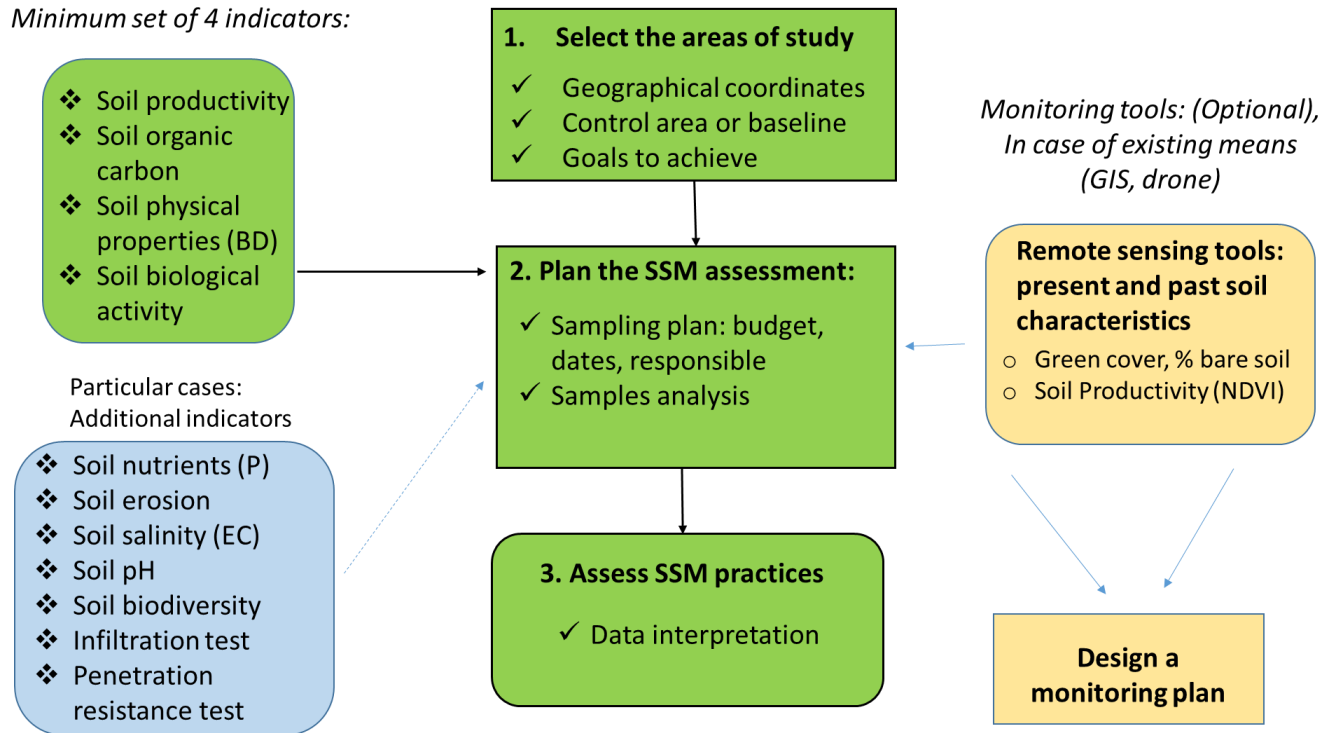 Minimum set of 4 indicators:
❖ Soil productivity
❖ Soil organic
carbon
❖ Soil physical
properties (BD)
❖ Soil biological
activity
Particular cases:
Additional indicators
❖ Soil nutrients (P)
❖ Soil erosion
❖ Soil salinity (EC)
❖ Soil pH
❖ Soil biodiversity
❖ Infiltration test
❖ Penetration
resistance test
1. Select the areas of study
✓ Geographical coordinates
✓ Control area or baseline
✓ Goals to achieve
2. Plan the SSM assessment:
✓ Sampling plan: budget,
dates, responsible
✓ Samples analysis
3. Assess SSM practices
✓ Data interpretation
Monitoring tools: (Optional),
In case of existing means
(GIS, drone)
Remote sensing tools:
present and past soil
characteristics
o Green cover, % bare soil
o Soil Productivity (NDVI)
Design a
monitoring plan